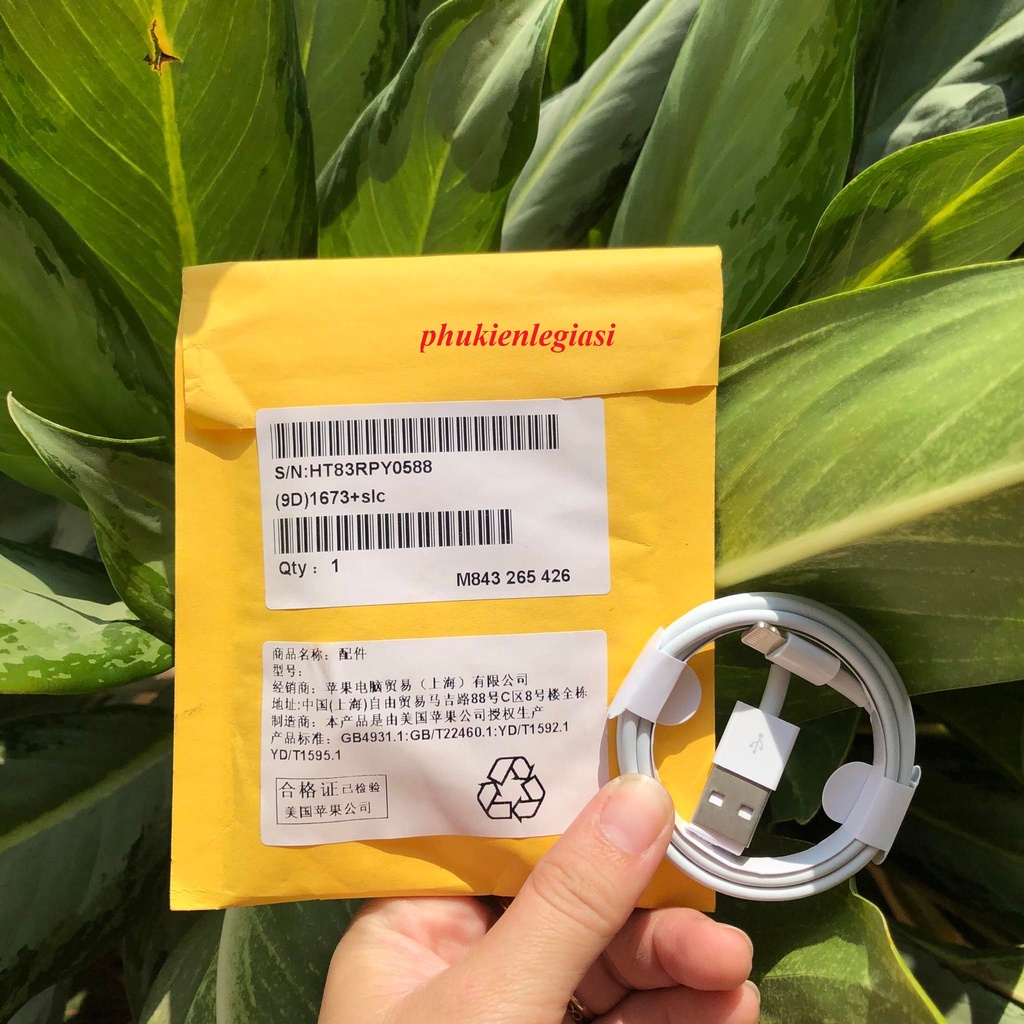 phukienlegiasi
S/N:HT83RPY0588
(9D)1673+slc
Qty : 1
M843 265 426
商品名称: 配件
型号:
经销商: 苹果电脑贸易（上海）有限公司
地址:中国(上海)自由贸易马吉路88号C区8号楼全栋
制造商: 本产品是由美国苹果公司授权生产
产品标准: GB4931.1:GB/T22460.1:YD/T1592.1
YD/T1595.1
合格证已检验
美国苹果公司